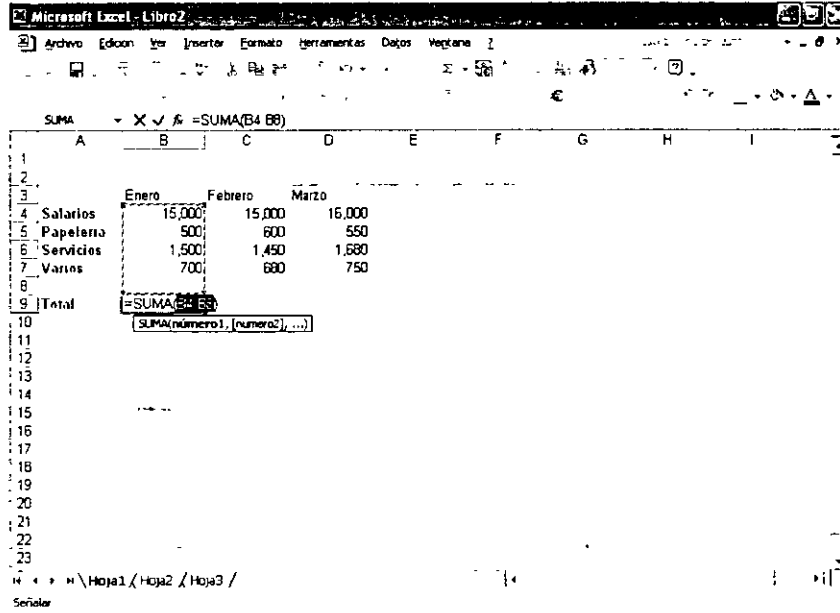 Microsoft Excel - Libro2
Archivo Edicion Ver Insertar Formato Herramientas Datos Ventana ?
SUMA =SUMA(B4 B8)
A B C D E F G H I
1
2
3 Enero Febrero Marzo
4 Salarios 15,000 15,000 16,000
5 Papeleria 500 600 550
6 Servicios 1,500 1,450 1,680
7 Varios 700 680 750
8
9 Total =SUMA(B4 B8)
10 SUMA(número1, [numero2], ...)
11
12
13
14
15
16
17
18
19
20
21
22
23
Hoja1 / Hoja2 / Hoja3 /
Señalar